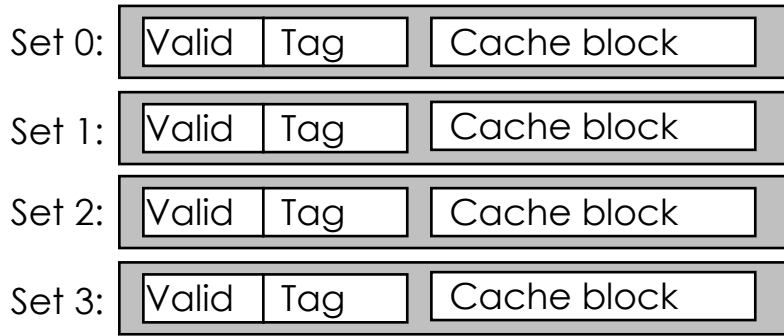 Set 0: Valid Tag Cache block
Set 1: Valid Tag Cache block
Set 2: Valid Tag Cache block
Set 3: Valid Tag Cache block